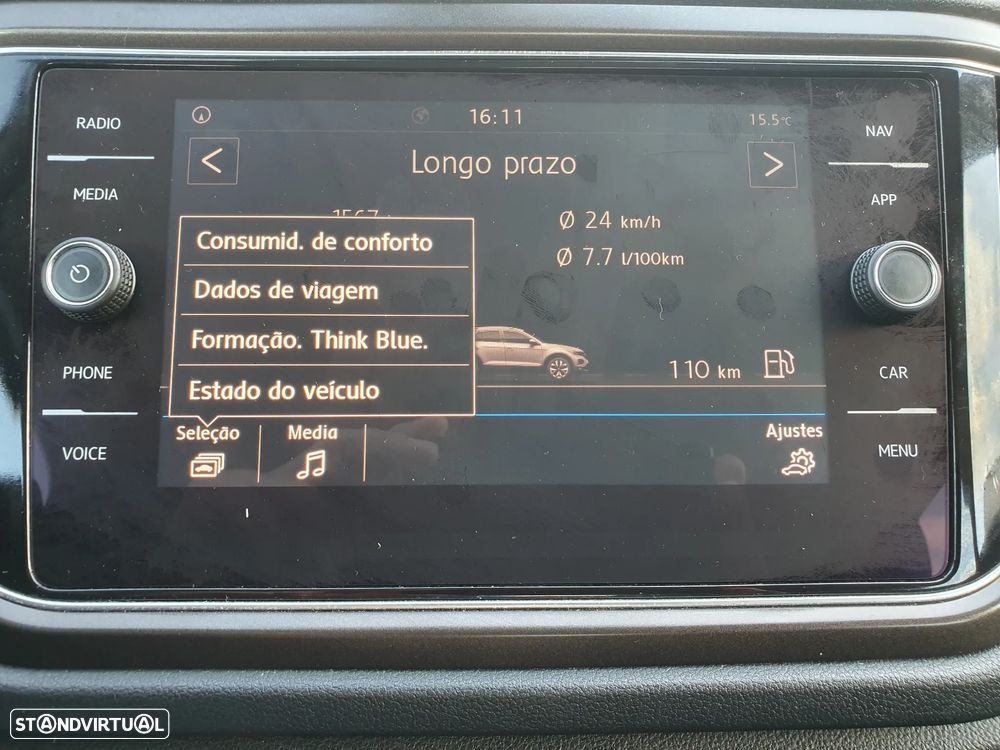 RADIO
16:11
15.5°C
NAV
Longo prazo
MEDIA
APP
Ø 24 km/h
Consumid. de conforto
Ø 7.7 l/100km
Dados de viagem
Formação. Think Blue.
PHONE
110 km
CAR
Estado do veículo
Seleção
Media
Ajustes
VOICE
MENU
STANDVIRTUAL